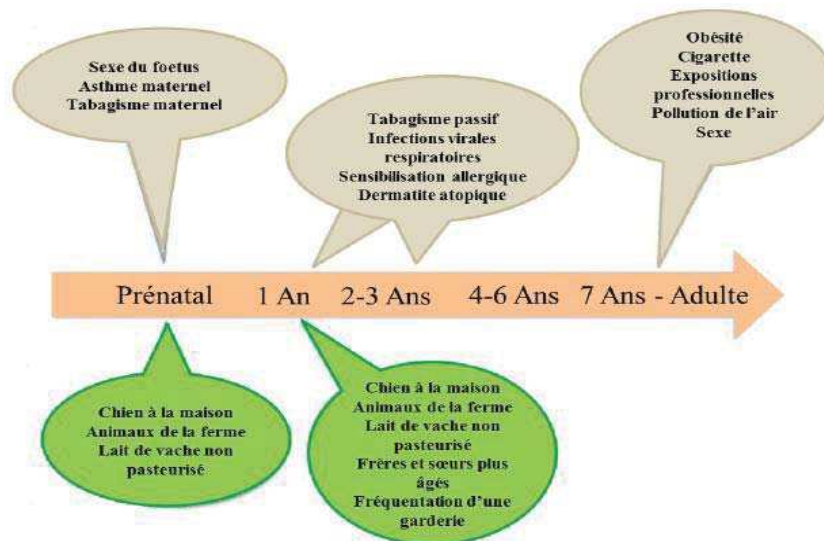 Sexe du foetus
Asthme maternel
Tabagisme maternel
Tabagisme passif
Infections virales
respiratoires
Sensibilisation allergique
Dermatite atopique
Obésité
Cigarette
Expositions
professionnelles
Pollution de l'air
Sexe
Prénatal 1 An 2-3 Ans 4-6 Ans 7 Ans - Adulte
Chien à la maison
Animaux de la ferme
Lait de vache non
pasteurisé
Chien à la maison
Animaux de la ferme
Lait de vache non
pasteurisé
Frères et sœurs plus
âgés
Fréquentation d'une
garderie